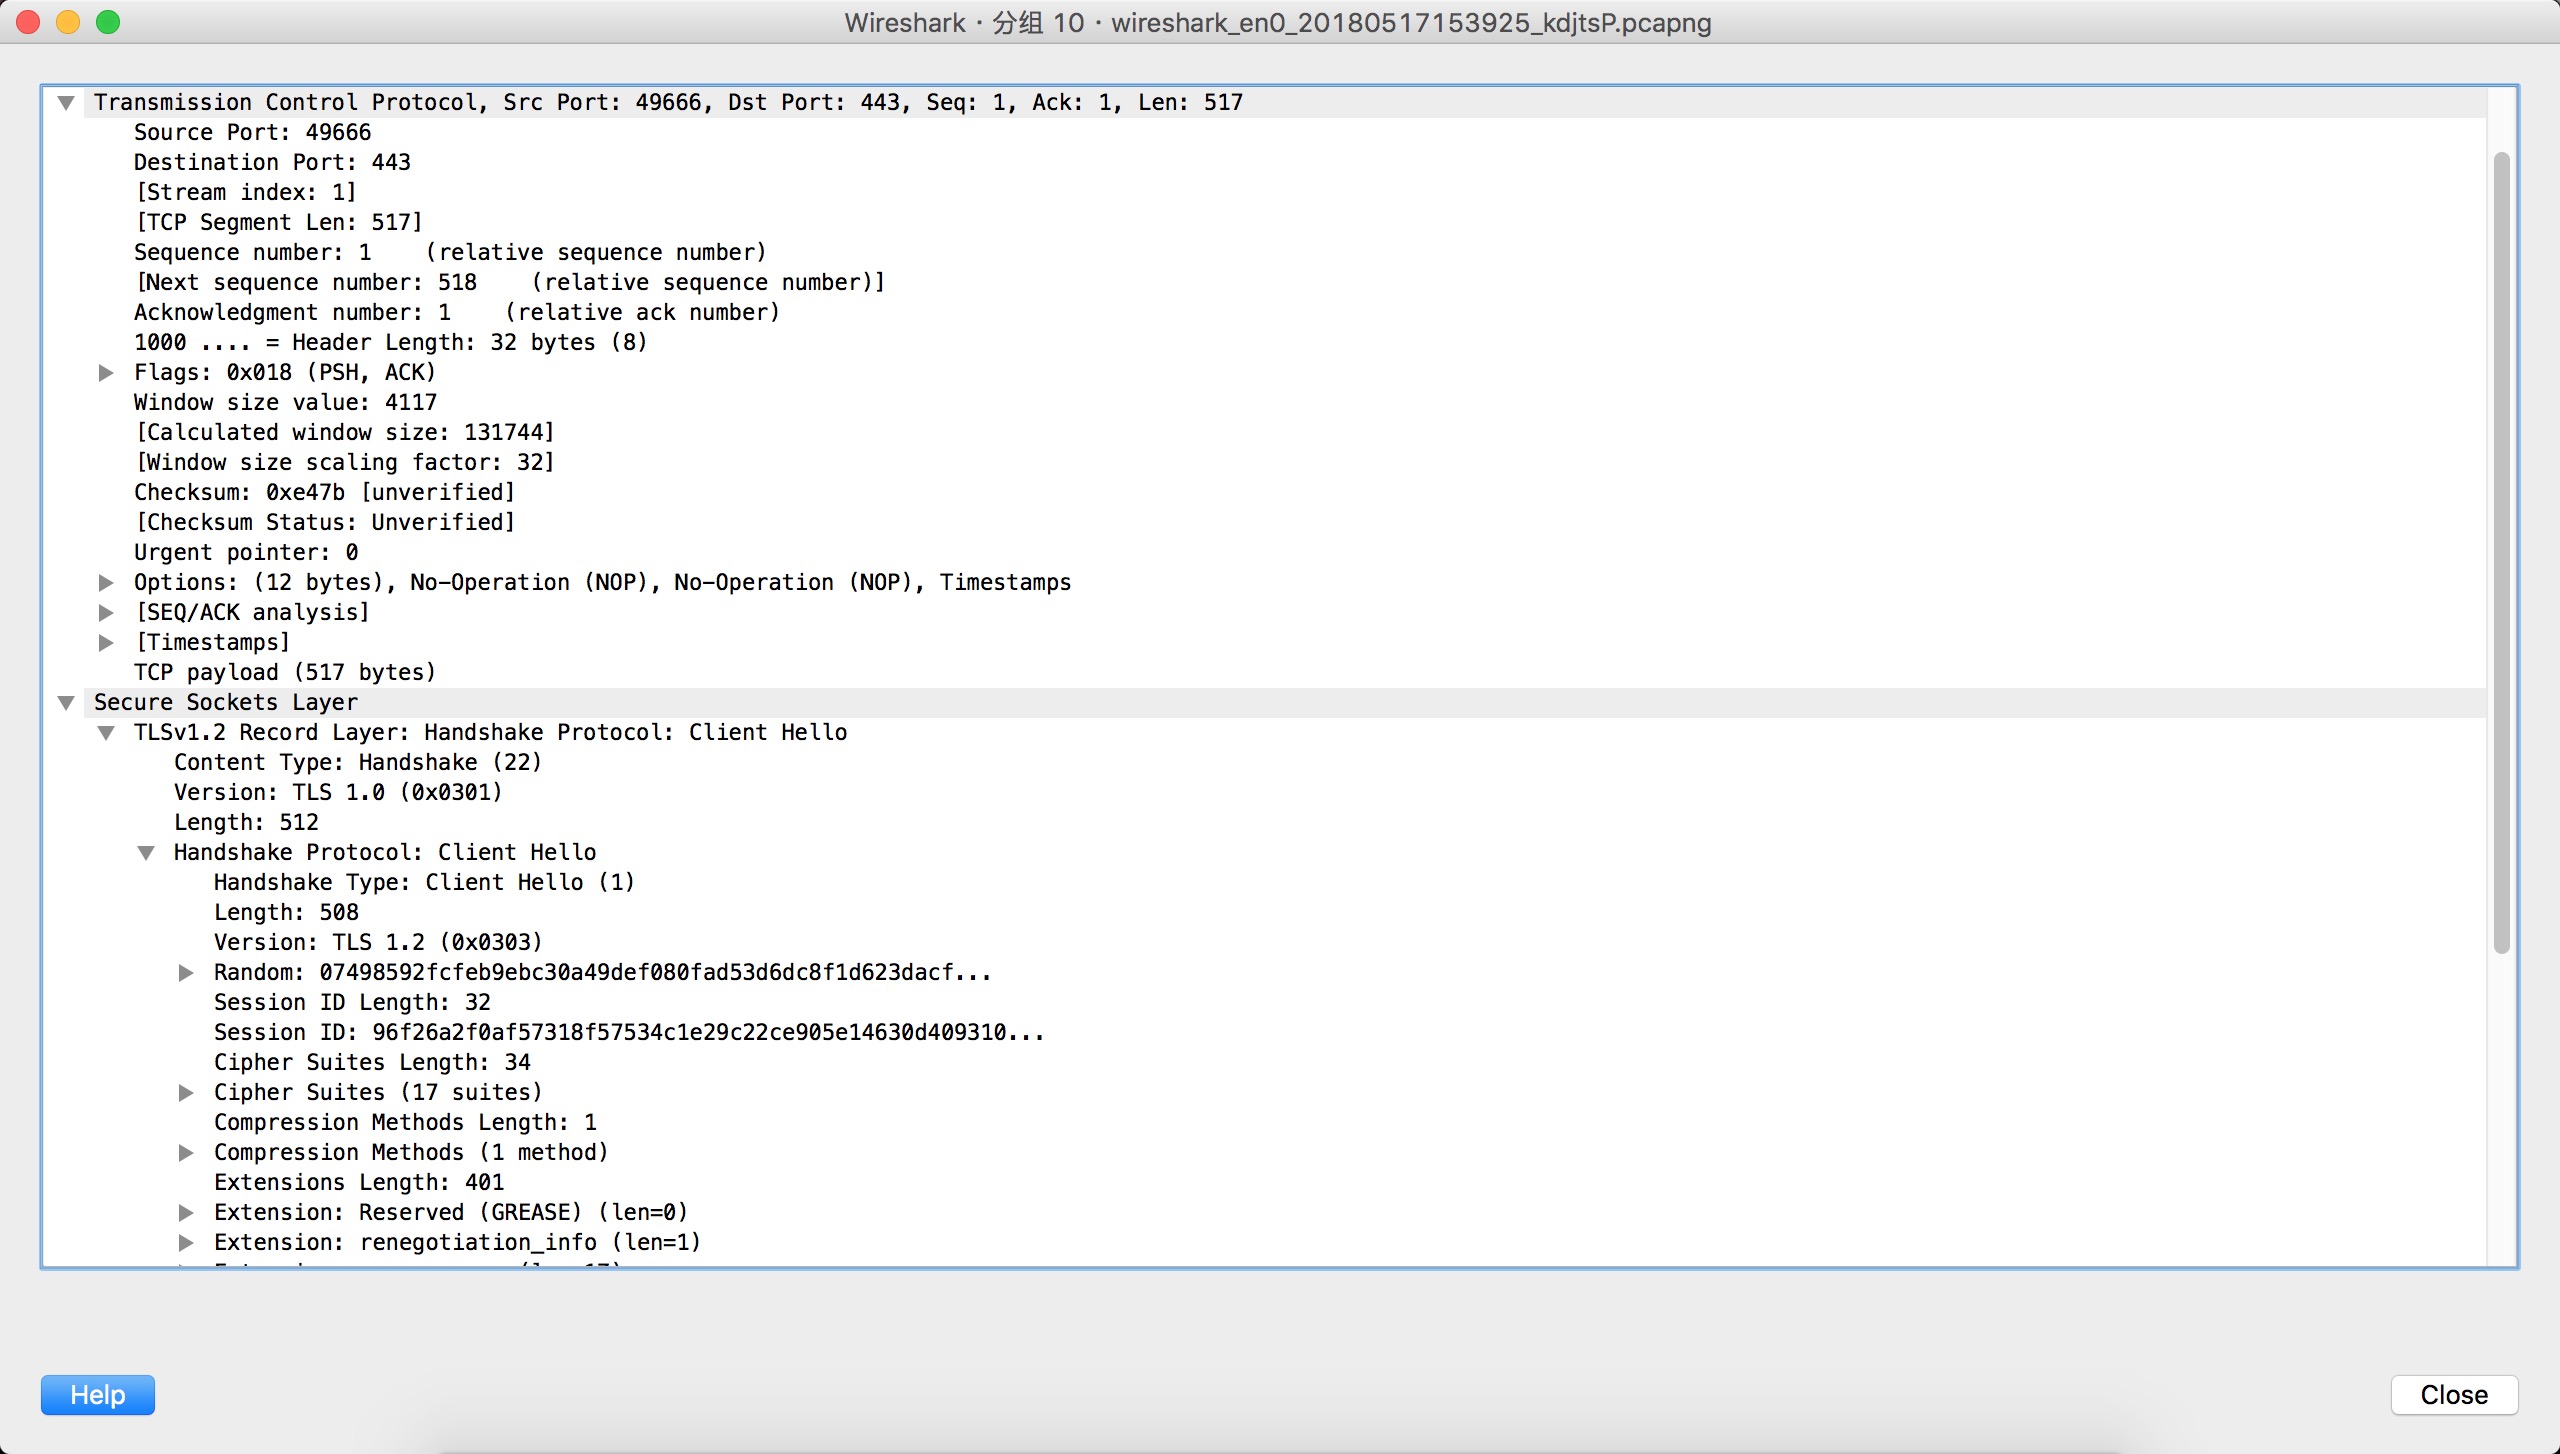 Wireshark · 分组 10 · wireshark_en0_20180517153925_kdjtsP.pcapng
Transmission Control Protocol, Src Port: 49666, Dst Port: 443, Seq: 1, Ack: 1, Len: 517
Source Port: 49666
Destination Port: 443
[Stream index: 1]
[TCP Segment Len: 517]
Sequence number: 1    (relative sequence number)
[Next sequence number: 518    (relative sequence number)]
Acknowledgment number: 1    (relative ack number)
1000 .... = Header Length: 32 bytes (8)
Flags: 0x018 (PSH, ACK)
Window size value: 4117
[Calculated window size: 131744]
[Window size scaling factor: 32]
Checksum: 0xe47b [unverified]
[Checksum Status: Unverified]
Urgent pointer: 0
Options: (12 bytes), No-Operation (NOP), No-Operation (NOP), Timestamps
[SEQ/ACK analysis]
[Timestamps]
TCP payload (517 bytes)
Secure Sockets Layer
TLSv1.2 Record Layer: Handshake Protocol: Client Hello
Content Type: Handshake (22)
Version: TLS 1.0 (0x0301)
Length: 512
Handshake Protocol: Client Hello
Handshake Type: Client Hello (1)
Length: 508
Version: TLS 1.2 (0x0303)
Random: 07498592fcfeb9ebc30a49def080fad53d6dc8f1d623dacf...
Session ID Length: 32
Session ID: 96f26a2f0af57318f57534c1e29c22ce905e14630d409310...
Cipher Suites Length: 34
Cipher Suites (17 suites)
Compression Methods Length: 1
Compression Methods (1 method)
Extensions Length: 401
Extension: Reserved (GREASE) (len=0)
Extension: renegotiation_info (len=1)
Help
Close